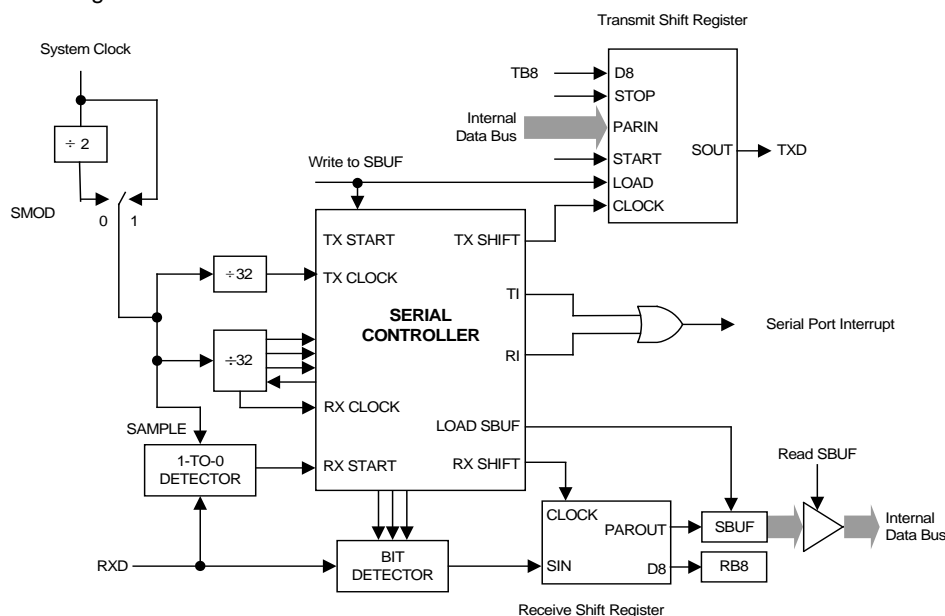 Transmit Shift Register
System Clock
TB8
D8
STOP
Internal
Data Bus
PARIN
÷ 2
SOUT
TXD
Write to SBUF
START
LOAD
SMOD
0
1
CLOCK
TX START
TX SHIFT
÷32
TX CLOCK
TI
SERIAL
CONTROLLER
Serial Port Interrupt
÷32
RI
RX CLOCK
SAMPLE
LOAD SBUF
1-TO-0
DETECTOR
RX START
RX SHIFT
Read SBUF
CLOCK
PAROUT
SBUF
Internal
Data Bus
RXD
BIT
DETECTOR
SIN
D8
RB8
Receive Shift Register